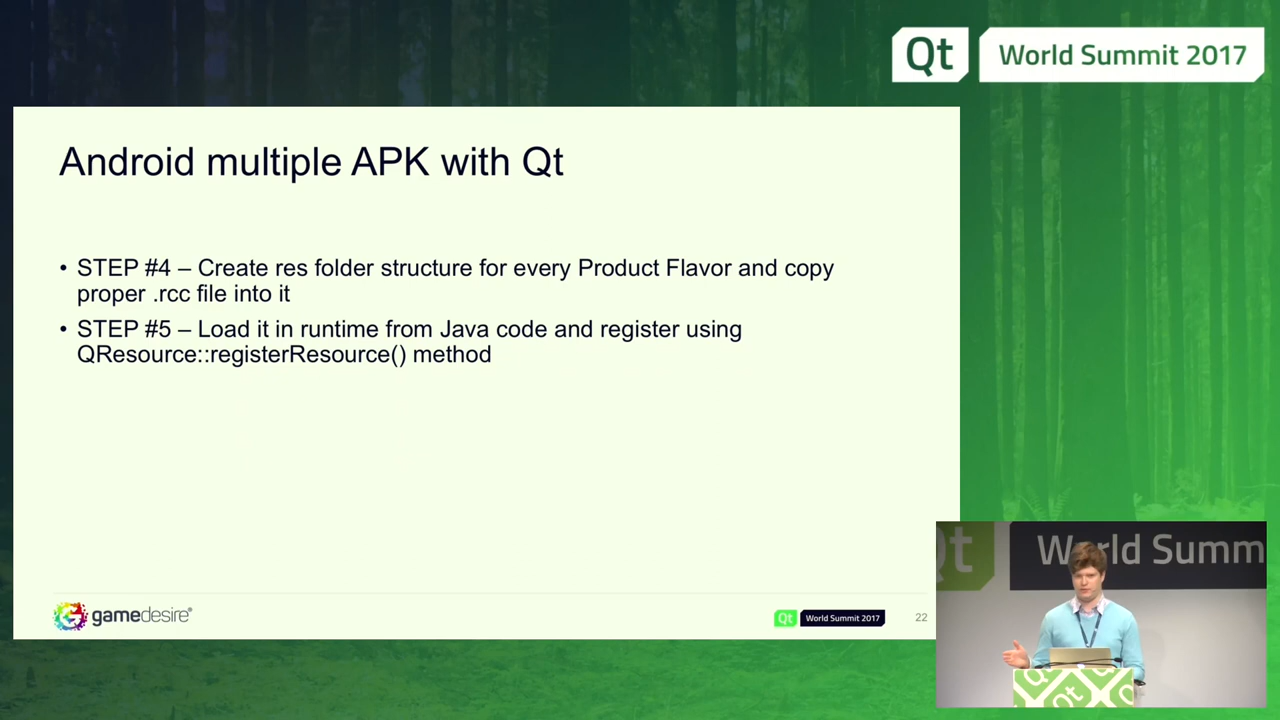 Qt World Summit 2017
Android multiple APK with Qt
• STEP #4 – Create res folder structure for every Product Flavor and copy
proper .rcc file into it
• STEP #5 – Load it in runtime from Java code and register using
QResource::registerResource() method
gamedesire®
Qt World Summit 2017
22
Qt World Summ
Qt